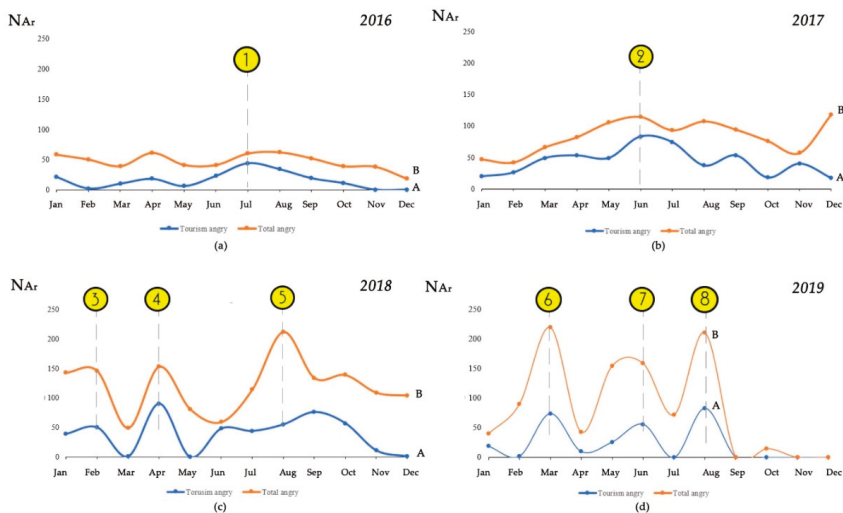 NAr
2016
1
250
200
150
100
50
0
B
A
Jan Feb Mar Apr May Jun Jul Aug Sep Oct Nov Dec
Tourism angry Total angry
(a)
NAr
2017
2
250
200
150
100
50
0
B
A
Jan Feb Mar Apr May Jun Jul Aug Sep Oct Nov Dec
Tourism angry Total angry
(b)
NAr
2018
3 4 5
250
200
150
100
50
0
B
A
Jan Feb Mar Apr May Jun Jul Aug Sep Oct Nov Dec
Torusim angry Total angry
(c)
NAr
2019
6 7 8
250
200
150
100
50
0
B
A
Jan Feb Mar Apr May Jun Jul Aug Sep Oct Nov Dec
Tourism angry Total angry
(d)